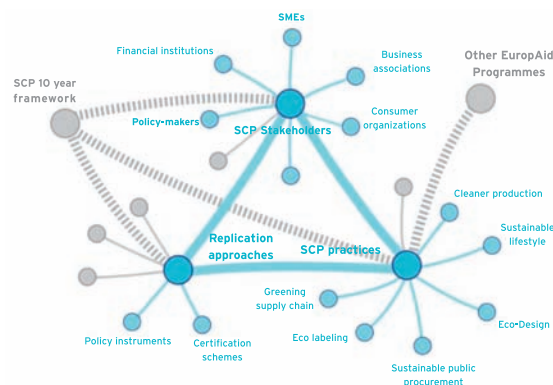 SMEs
Financial institutions
Business
associations
Other EuropAid
Programmes
SCP 10 year
framework
Policy-makers
SCP Stakeholders
Consumer
organizations
Cleaner production
Sustainable
lifestyle
Replication
approaches
SCP practices
Greening
supply chain
Eco-Design
Eco labeling
Policy instruments
Certification
schemes
Sustainable public
procurement